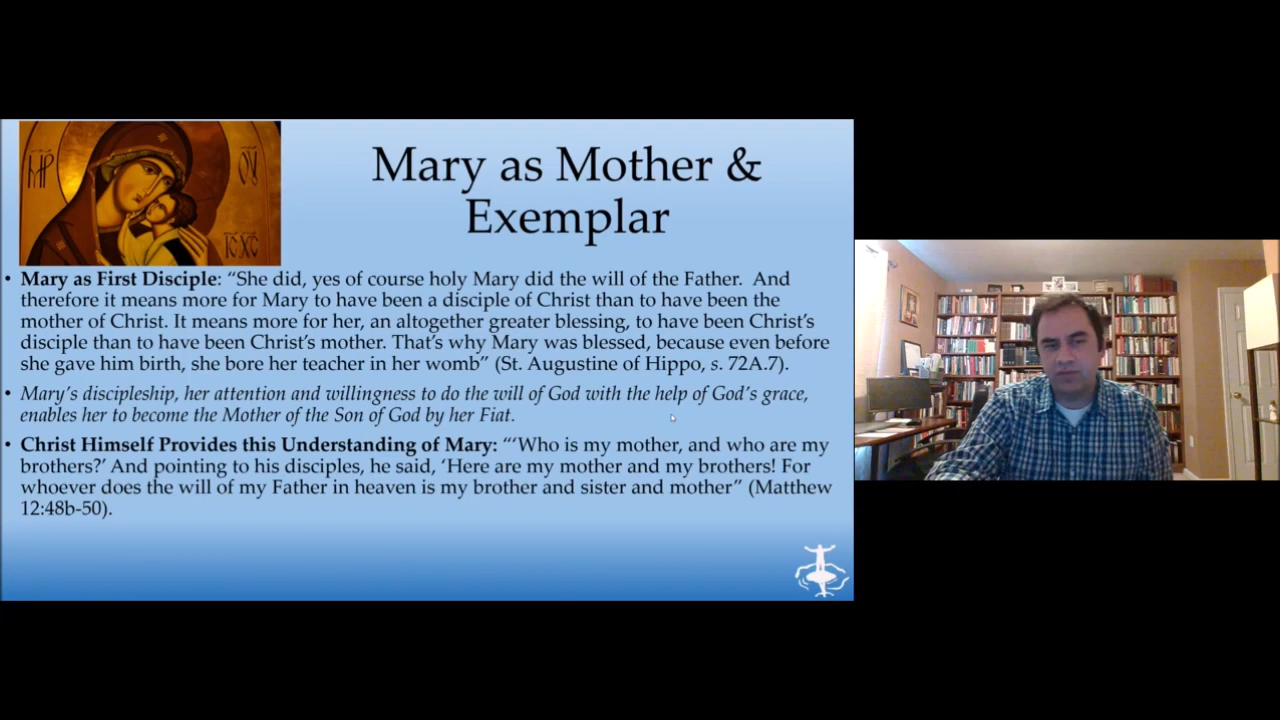 Mary as Mother &
Exemplar
ΜΡ
ΟΥ
ΙC XC
• Mary as First Disciple: “She did, yes of course holy Mary did the will of the Father.  And
therefore it means more for Mary to have been a disciple of Christ than to have been the
mother of Christ. It means more for her, an altogether greater blessing, to have been Christ’s
disciple than to have been Christ’s mother. That’s why Mary was blessed, because even before
she gave him birth, she bore her teacher in her womb” (St. Augustine of Hippo, s. 72A.7).
• Mary’s discipleship, her attention and willingness to do the will of God with the help of God’s grace,
enables her to become the Mother of the Son of God by her Fiat.
• Christ Himself Provides this Understanding of Mary: “‘Who is my mother, and who are my
brothers?’ And pointing to his disciples, he said, ‘Here are my mother and my brothers! For
whoever does the will of my Father in heaven is my brother and sister and mother” (Matthew
12:48b-50).